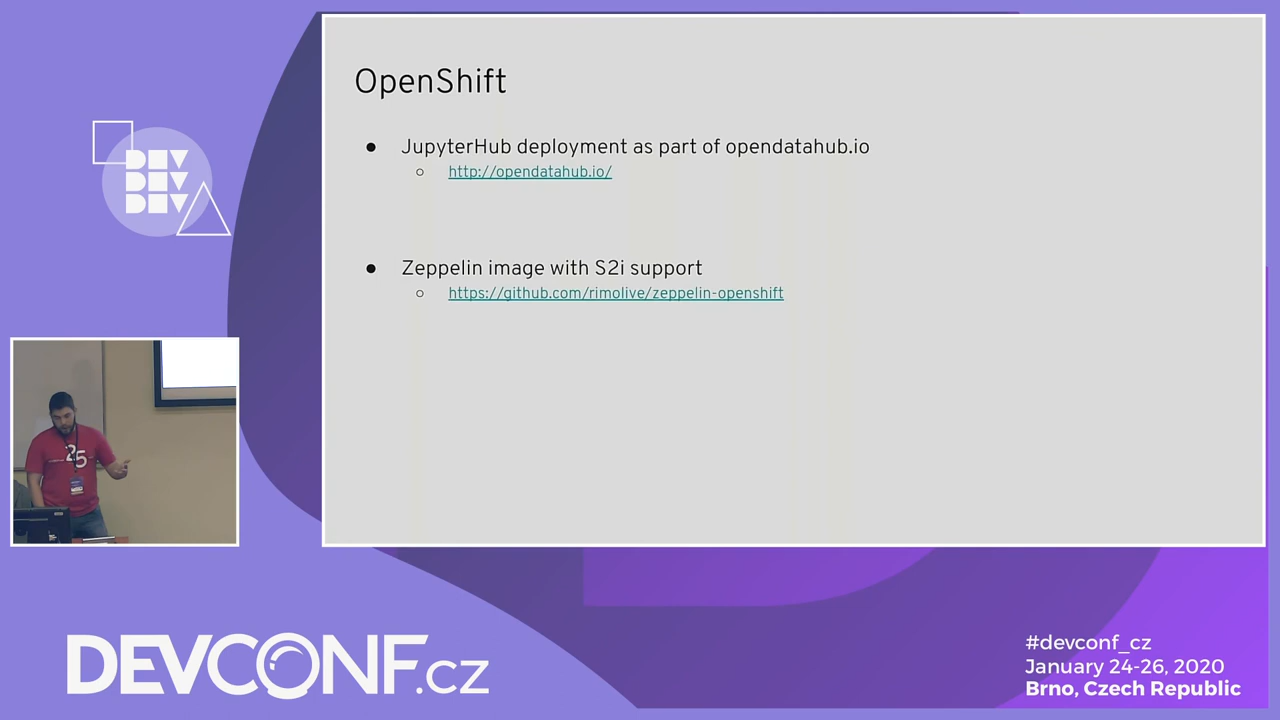 OpenShift
● JupyterHub deployment as part of opendatahub.io
○ http://opendatahub.io/
● Zeppelin image with S2i support
○ https://github.com/rimolive/zeppelin-openshift
DEV
DEV
DEV
25
DEVCONF.cz
#devconf_cz
January 24-26, 2020
Brno, Czech Republic